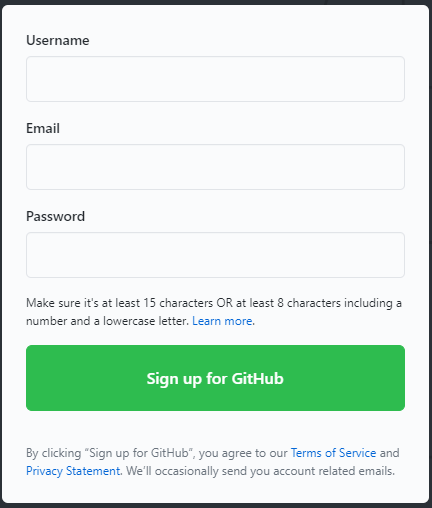 Username
Email
Password
Make sure it's at least 15 characters OR at least 8 characters including a
number and a lowercase letter. Learn more.
Sign up for GitHub
By clicking “Sign up for GitHub”, you agree to our Terms of Service and
Privacy Statement. We’ll occasionally send you account related emails.